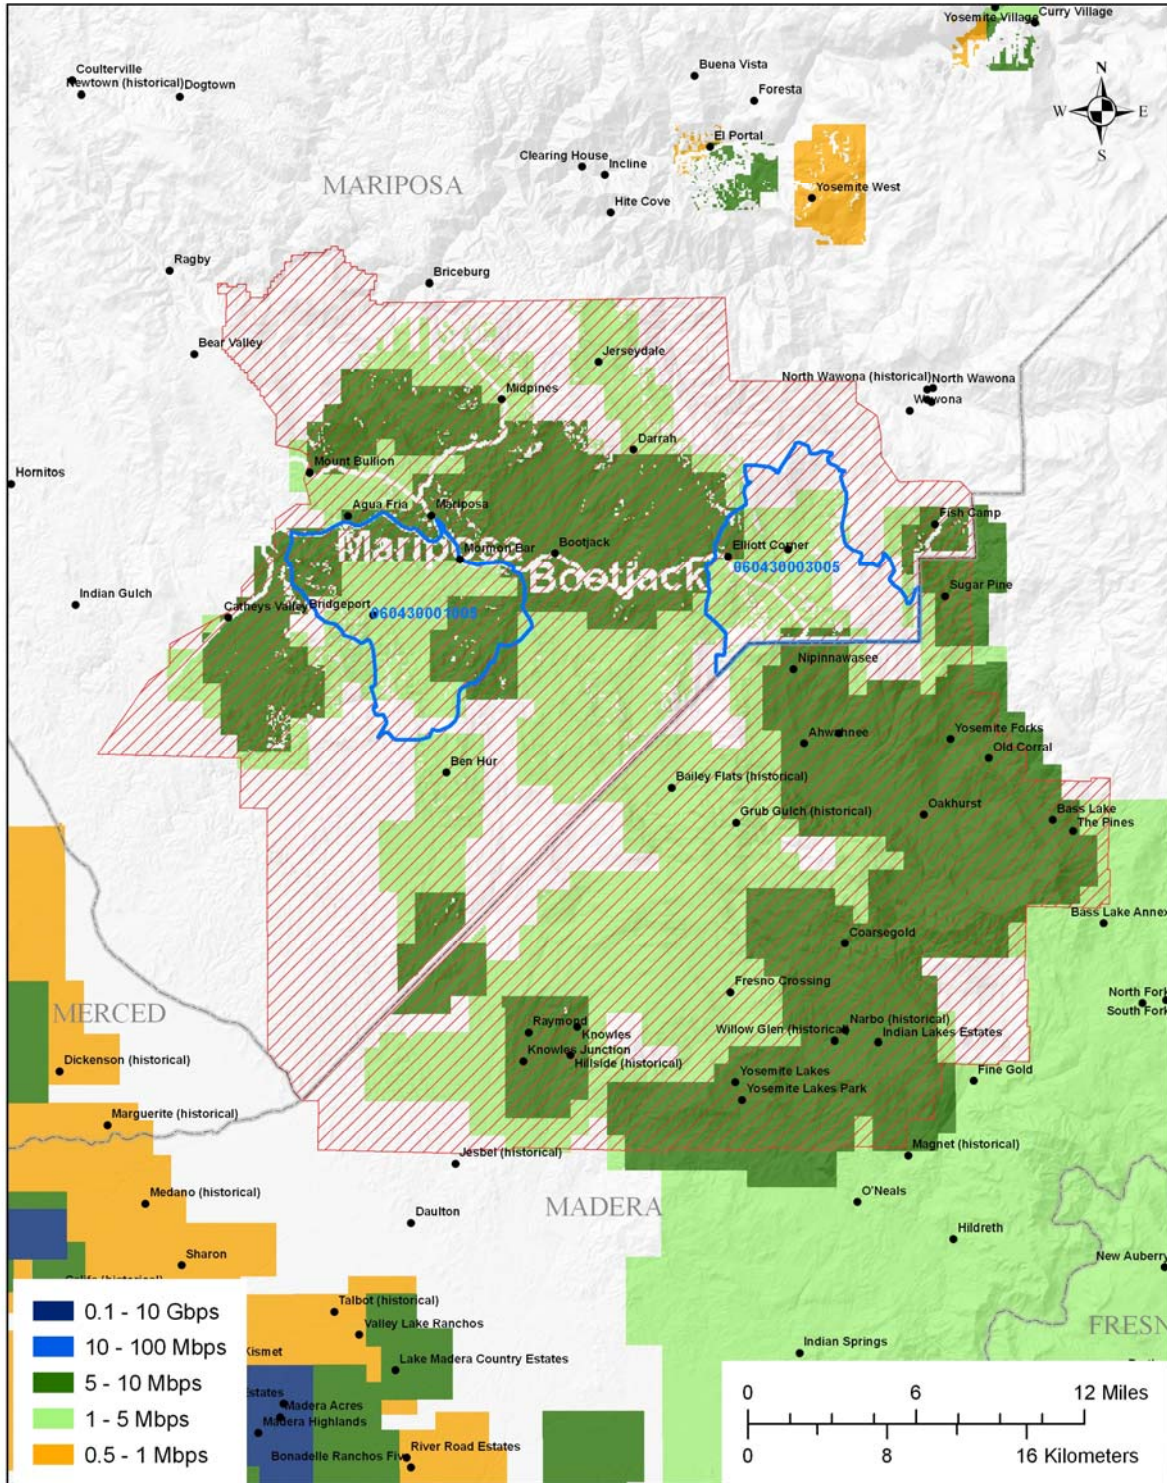 Yosemite Village
Curry Village
Coulterville
Newtown (historical)
Dogtown
Buena Vista
Foresta
N
W
E
S
El Portal
Clearing House
Incline
MARIPOSA
Yosemite West
Hite Cove
Ragby
Briceburg
Bear Valley
Jerseydale
North Wawona (historical)
North Wawona
Wawona
Midpines
Darrah
Hornitos
Mount Bullion
Agua Fria
Mariposa
Fish Camp
Mariposa
Mormon Bar
Bootjack
Elliott Corner
060430003005
Bootjack
Indian Gulch
Sugar Pine
Catheys Valley
Bridgeport
060430001005
Nipinnawasee
Ahwahnee
Yosemite Forks
Old Corral
Ben Hur
Bailey Flats (historical)
Grub Gulch (historical)
Oakhurst
Bass Lake
The Pines
Bass Lake Annex
Coarsegold
Fresno Crossing
North Fork
South Fork
MERCED
Raymond
Knowles
Willow Glen (historical)
Narbo (historical)
Indian Lakes Estates
Knowles Junction
Hillside (historical)
Dickenson (historical)
Yosemite Lakes
Yosemite Lakes Park
Fine Gold
Marguerite (historical)
Jesbel (historical)
Magnet (historical)
Medano (historical)
MADERA
O'Neals
Daulton
Hildreth
Sharon
New Auberry
Talbot (historical)
Valley Lake Ranchos
FRESN
Kismet
Indian Springs
Lake Madera Country Estates
Estates
Madera Acres
Madera Highlands
Bonadelle Ranchos Fiv
River Road Estates
0.1 - 10 Gbps
10 - 100 Mbps
5 - 10 Mbps
1 - 5 Mbps
0.5 - 1 Mbps
0 6 12 Miles
0 8 16 Kilometers